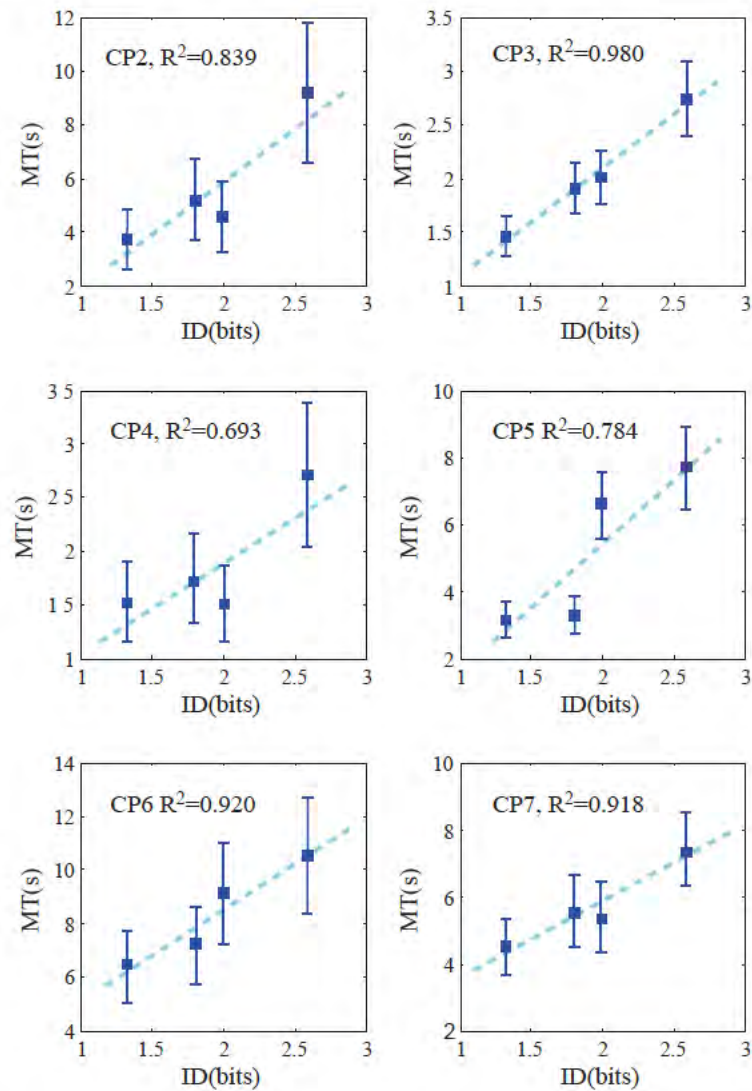 12
10
8
6
4
2
MT(s)
CP2, R²=0.839
1 1.5 2 2.5 3
ID(bits)
3.5
3
2.5
2
1.5
1
MT(s)
CP3, R²=0.980
1 1.5 2 2.5 3
ID(bits)
3 5
3
2 5
2
1 5
1
MT(s)
CP4, R²=0.693
1 1.5 2 2.5 3
ID(bits)
10
8
6
4
2
MT(s)
CP5 R²=0.784
1 1.5 2 2.5 3
ID(bits)
14
12
10
8
6
4
MT(s)
CP6 R²=0.920
1 1.5 2 2.5 3
ID(bits)
10
8
6
4
2
MT(s)
CP7, R²=0.918
1 1.5 2 2.5 3
ID(bits)